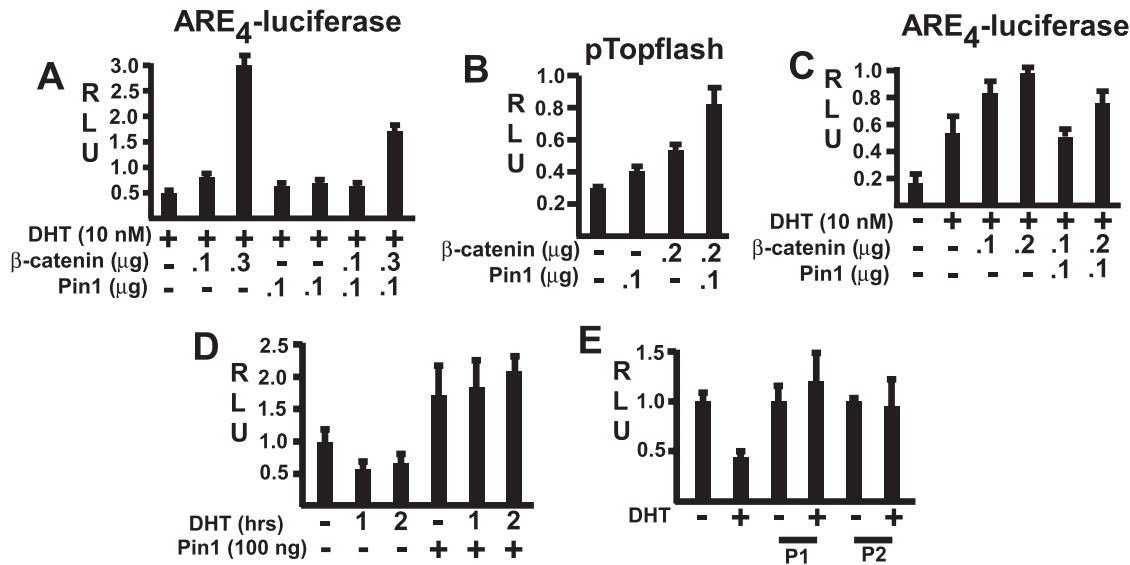 ARE4-luciferase
A
RLU
3.0
2.5
2.0
1.5
1.0
0.5
DHT (10 nM) + + + + + + +
β-catenin (µg) - .1 .3 - - .1 .3
Pin1 (µg) - - - .1 .1 .1 .1
pTopflash
B
RLU
1.0
0.8
0.6
0.4
0.2
β-catenin (µg) - - .2 .2
Pin1 (µg) - .1 - .1
ARE4-luciferase
C
RLU
1.0
0.8
0.6
0.4
0.2
DHT (10 nM) - + + + + +
β-catenin (µg) - - .1 .2 .1 .2
Pin1 (µg) - - - - .1 .1
D
RLU
2.5
2.0
1.5
1.0
0.5
DHT (hrs) - 1 2 - 1 2
Pin1 (100 ng) - - - + + +
E
RLU
1.5
1.0
0.5
DHT - + - + - +
P1 P2